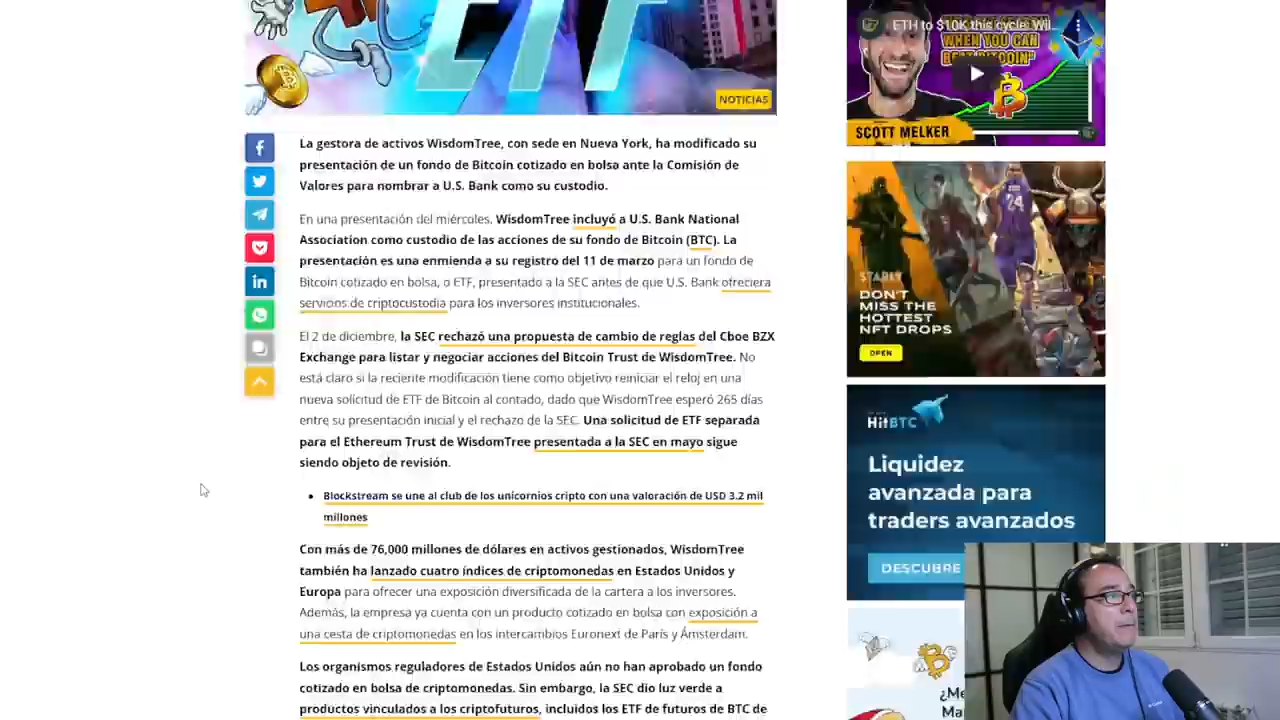 ETF
NOTICIAS
La gestora de activos WisdomTree, con sede en Nueva York, ha modificado su
presentación de un fondo de Bitcoin cotizado en bolsa ante la Comisión de
Valores para nombrar a U.S. Bank como su custodio.
En una presentación del miércoles, WisdomTree incluyó a U.S. Bank National
Association como custodio de las acciones de su fondo de Bitcoin (BTC). La
presentación es una enmienda a su registro del 11 de marzo para un fondo de
Bitcoin cotizado en bolsa, o ETF, presentado a la SEC antes de que U.S. Bank ofreciera
servicios de criptocustodia para los inversores institucionales.
El 2 de diciembre, la SEC rechazó una propuesta de cambio de reglas del Cboe BZX
Exchange para listar y negociar acciones del Bitcoin Trust de WisdomTree. No
está claro si la reciente modificación tiene como objetivo reiniciar el reloj en una
nueva solicitud de ETF de Bitcoin al contado, dado que WisdomTree esperó 265 días
entre su presentación inicial y el rechazo de la SEC. Una solicitud de ETF separada
para el Ethereum Trust de WisdomTree presentada a la SEC en mayo sigue
siendo objeto de revisión.
Blockstream se une al club de los unicornios cripto con una valoración de USD 3.2 mil
millones
Con más de 76,000 millones de dólares en activos gestionados, WisdomTree
también ha lanzado cuatro índices de criptomonedas en Estados Unidos y
Europa para ofrecer una exposición diversificada de la cartera a los inversores.
Además, la empresa ya cuenta con un producto cotizado en bolsa con exposición a
una cesta de criptomonedas en los intercambios Euronext de París y Ámsterdam.
Los organismos reguladores de Estados Unidos aún no han aprobado un fondo
cotizado en bolsa de criptomonedas. Sin embargo, la SEC dio luz verde a
productos vinculados a los criptofuturos, incluidos los ETF de futuros de BTC de
ETH to $10K this cycle: Wil...
WHEN YOU CAN
BEAT BITCOIN"
SCOTT MELKER
24
STARLY
DON'T
MISS THE
HOTTEST
NFT DROPS
OPEN
HitBTC
Liquidez
avanzada para
traders avanzados
DESCUBRE
¿Me
Ma